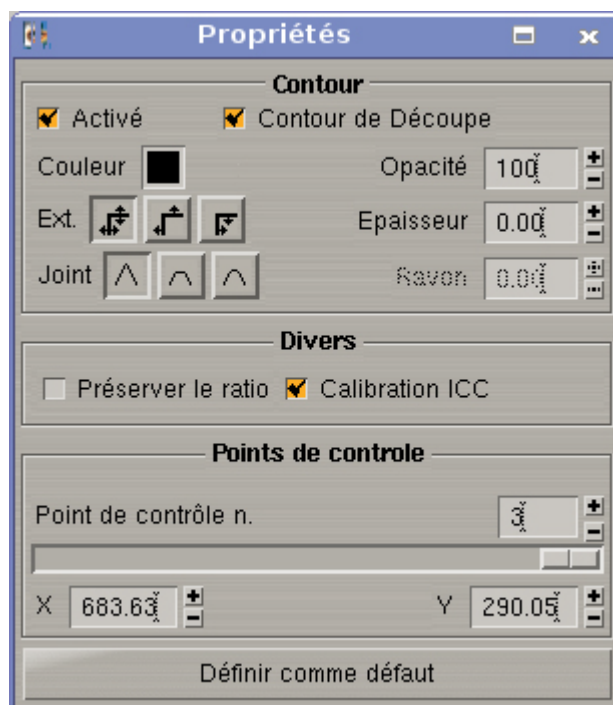 Propriétés
Contour
Activé Contour de Découpe
Couleur Opacité 100
Ext. Epaisseur 0.00
Joint Rayon 0.00
Divers
Préserver le ratio Calibration ICC
Points de controle
Point de contrôle n. 3
X 683.63 Y 290.05
Définir comme défaut